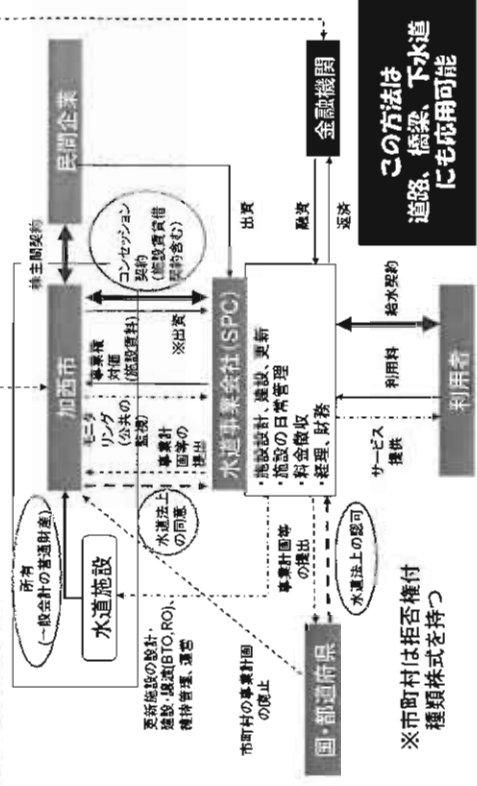 民間企業
金融機関
この方法は
道路、橋梁、下水道
にも応用可能
株主間契約
コンセッション
契約
(施設賃貸借
契約含む)
出資
融資
返済
加西市
事業権
対価
(施設賃料)
※出資
モニタ
リング
(公共の
監視)
事業計
画等の
提出
水道事業会社(SPC)
・施設設計、建設、更新
・施設の日常管理
・料金徴収
・経理、財務
給水契約
利用料
サービス
提供
利用者
所有
(一般会計の普通財産)
水道施設
水道法上
の同意
更新施設の設計・
建設・譲渡(BTO,RO)、
維持管理、運営
事業計画等
の提出
水道法上の認可
市町村の事業計画
の廃止
国・都道府県
※市町村は拒否権付
種類株式を持つ